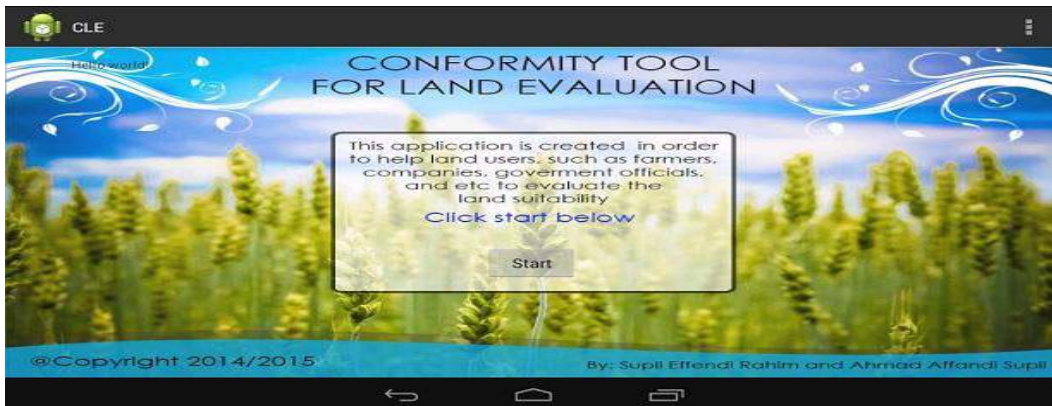 CLE
Hello world!
CONFORMITY TOOL
FOR LAND EVALUATION
This application is created in order
to help land users, such as farmers,
companies, goverment officials,
and etc to evaluate the
land suitability
Click start below
Start
@Copyright 2014/2015
By: Supli Effendi Rahim and Ahmad Affandi Supli